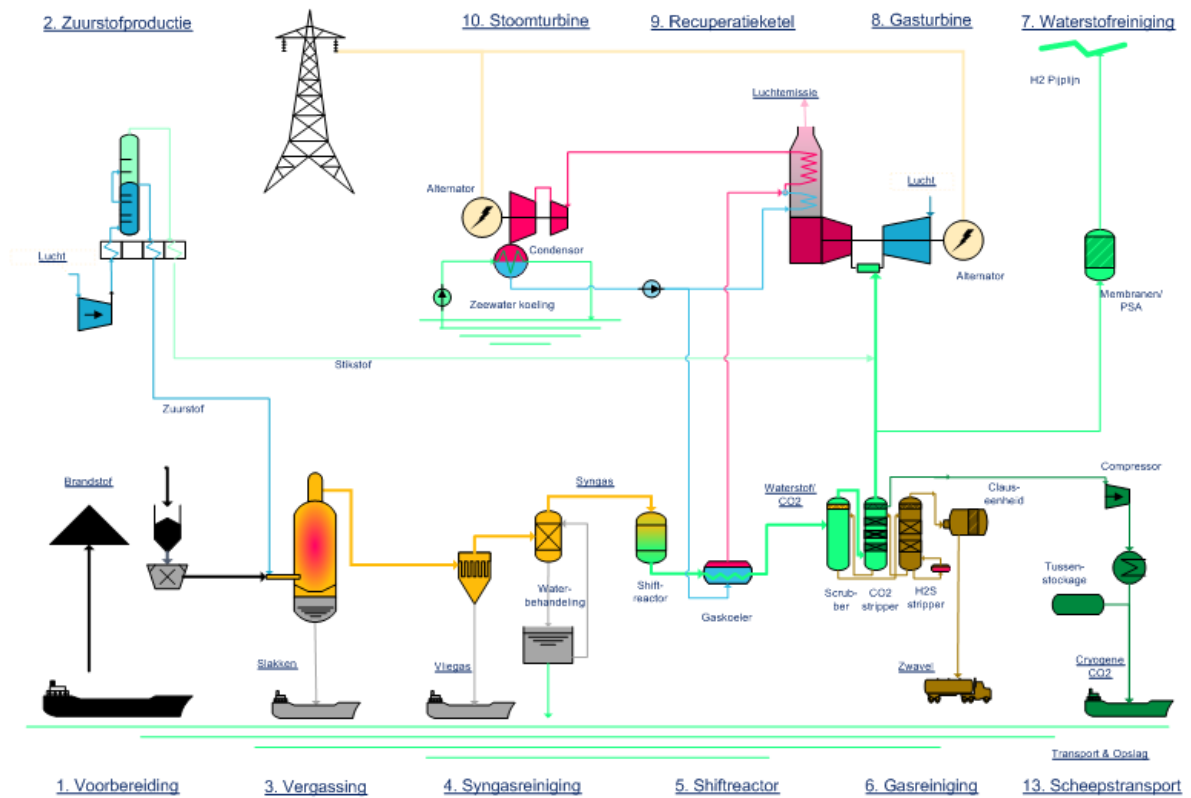 2. Zuurstofproductie
10. Stoomturbine
9. Recuperatieketel
8. Gasturbine
7. Waterstofreiniging
H2 Pijplijn
Luchtemissie
Lucht
Alternator
Condensor
Alternator
Lucht
Zeewater koeling
Membranen/
PSA
Stikstof
Zuurstof
Brandstof
Syngas
Waterstof/
CO2
Claus-
eenheid
Compressor
Shift-
reactor
Water-
behandeling
Gaskoeler
Scrub-
ber
CO2
stripper
H2S
stripper
Tussen-
stockage
Slakken
Vliegas
Zwavel
Cryogene
CO2
Transport & Opslag
1. Voorbereiding
3. Vergassing
4. Syngasreiniging
5. Shiftreactor
6. Gasreiniging
13. Scheepstransport